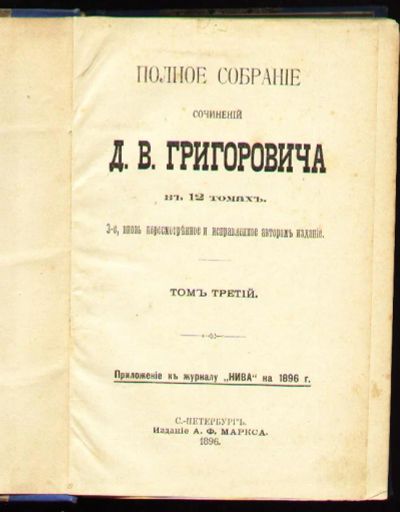 ПОЛНОЕ СОБРАНІЕ
СОЧИНЕНІЙ
Д. В. ГРИГОРОВИЧА
ВЪ 12 ТОМАХЪ.
3-е, вновь пересмотрѣнное и исправленное авторомъ изданіе.
ТОМЪ ТРЕТІЙ.
Приложеніе къ журналу „НИВА“ на 1896 г.
С.-ПЕТЕРБУРГЪ.
Изданіе А. Ф. МАРКСА.
1896.